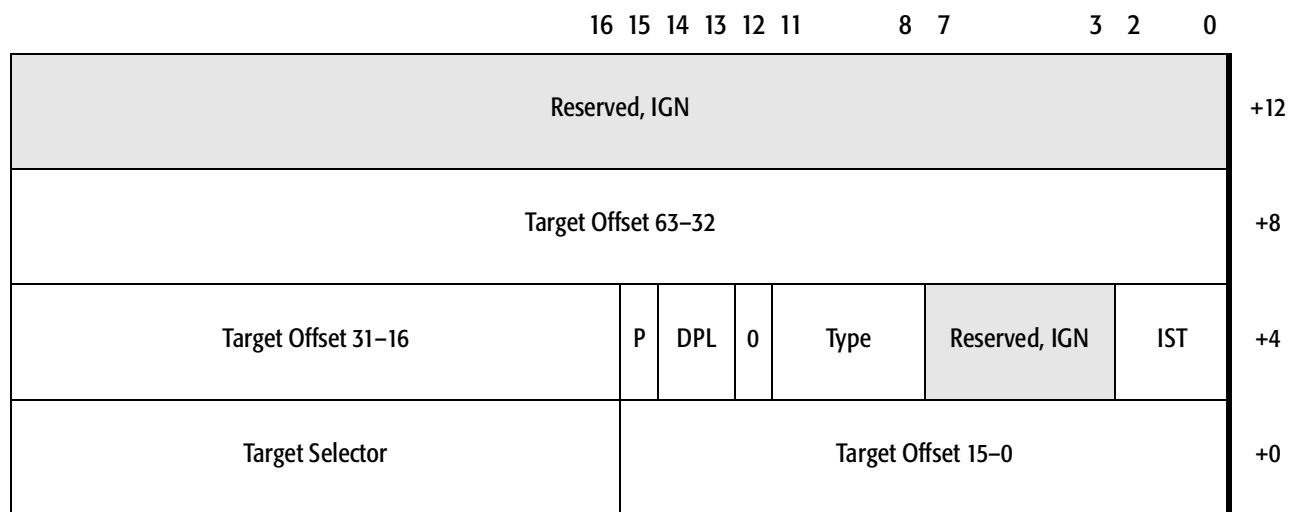 16 15 14 13 12 11 8 7 3 2 0
Reserved, IGN +12
Target Offset 63–32 +8
Target Offset 31–16 P DPL 0 Type Reserved, IGN IST +4
Target Selector Target Offset 15–0 +0